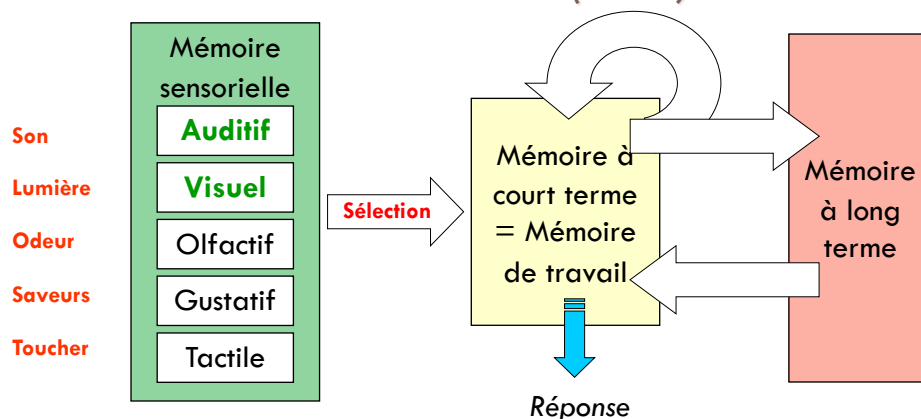 Mémoire
sensorielle
Son
Auditif
Lumière
Visuel
Odeur
Olfactif
Saveurs
Gustatif
Toucher
Tactile
Sélection
Mémoire à
court terme
= Mémoire
de travail
Réponse
Mémoire
à long
terme